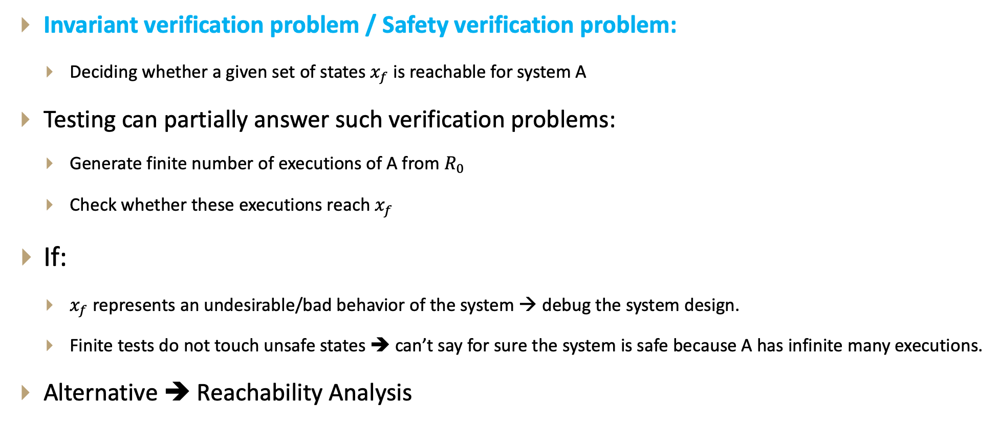 Invariant verification problem / Safety verification problem:
Deciding whether a given set of states x_f is reachable for system A
Testing can partially answer such verification problems:
Generate finite number of executions of A from R_0
Check whether these executions reach x_f
If:
x_f represents an undesirable/bad behavior of the system → debug the system design.
Finite tests do not touch unsafe states ➔ can’t say for sure the system is safe because A has infinite many executions.
Alternative ➔ Reachability Analysis